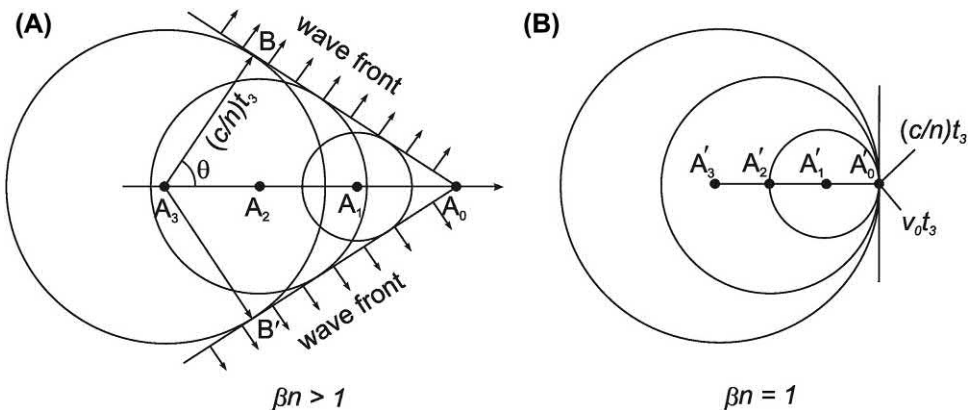 (A)
B
wave front
(c/n)t₃
θ
A₃
A₂
A₁
A₀
B′
wave front
βn > 1
(B)
A′₃
A′₂
A′₁
A′₀
(c/n)t₃
v₀t₃
βn = 1